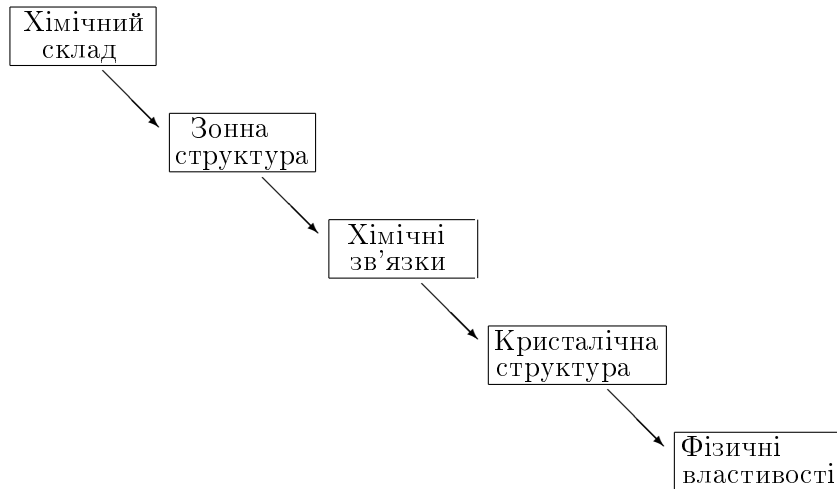 Хімічний
склад
Зонна
структура
Хімічні
зв'язки
Кристалічна
структура
Фізичні
властивості